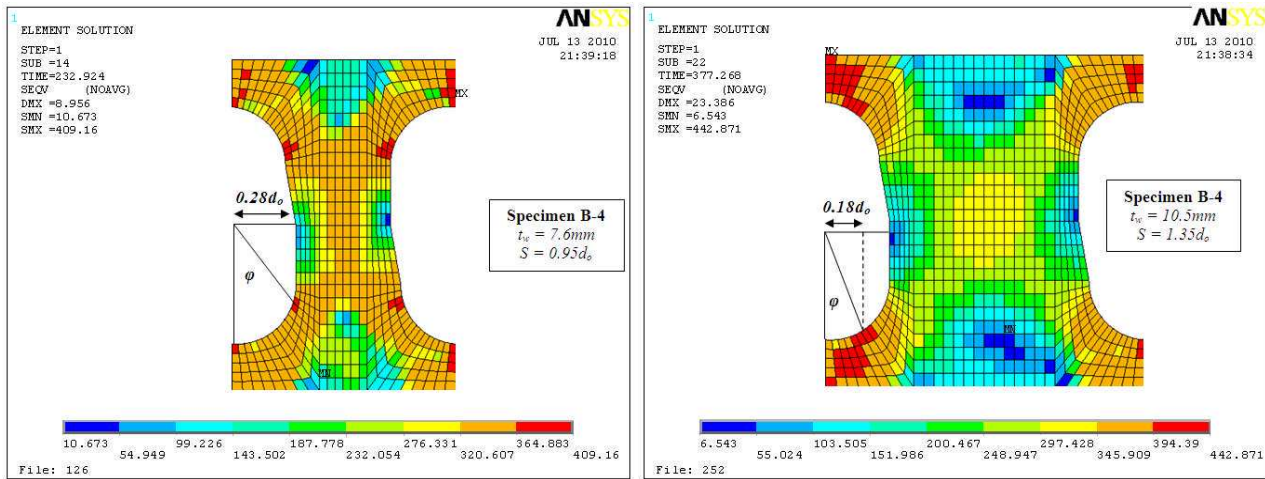 1
ANSYS
ELEMENT SOLUTION
JUL 13 2010
21:39:18
STEP=1
SUB =14
TIME=232.924
SEQV (NOAVG)
DMX =8.956
SMN =10.673
SMX =409.16
MX
0.28do
φ
Specimen B-4
tw = 7.6mm
S = 0.95do
MN
10.673 99.226 187.778 276.331 364.883
54.949 143.502 232.054 320.607 409.16
File: 126
1
ANSYS
ELEMENT SOLUTION
JUL 13 2010
21:38:34
STEP=1
SUB =22
TIME=377.268
SEQV (NOAVG)
DMX =23.386
SMN =6.543
SMX =442.871
MX
0.18do
φ
Specimen B-4
tw = 10.5mm
S = 1.35do
MN
6.543 103.505 200.467 297.428 394.39
55.024 151.986 248.947 345.909 442.871
File: 252